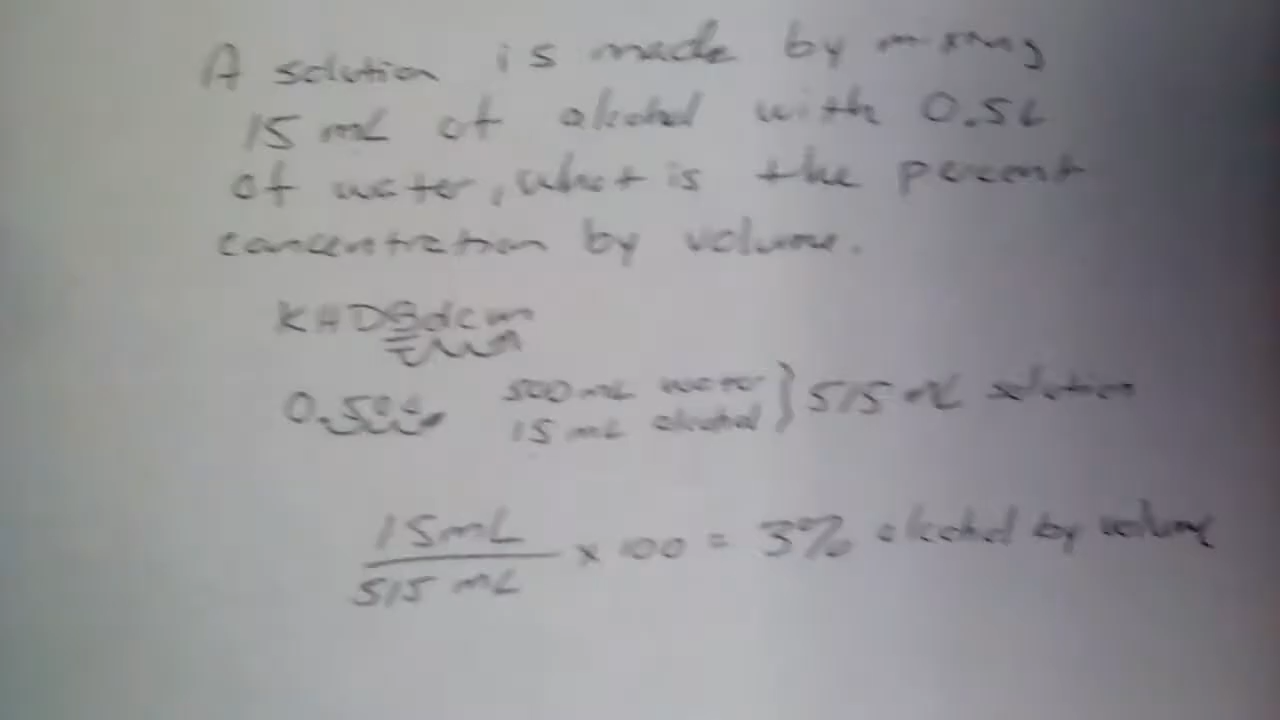 A solution is made by mixing
15 mL of alcohol with 0.5L
of water, what is the percent
concentration by volume.
KHDBdcm
0.500 500 mL water } 515 mL solution
15 mL alcohol
15mL
515 mL
x 100 = 3% alcohol by volume